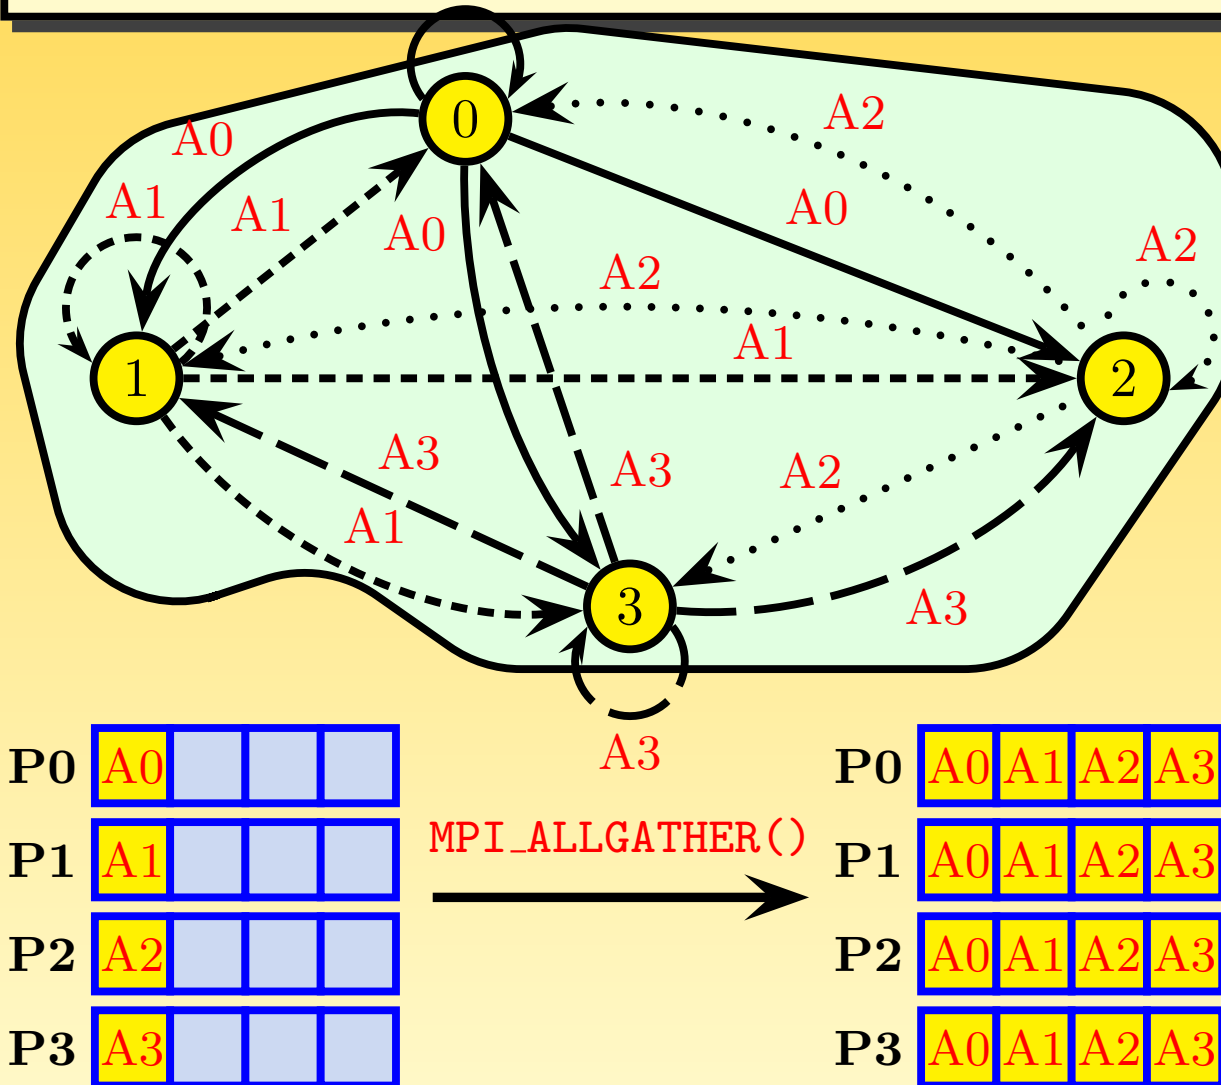 0
A2
A0
A1
A1
A0
A0
A2
A2
A1
1
2
A3
A3
A2
A1
3
A3
A3
P0 A0
P0 A0 A1 A2 A3
MPI_ALLGATHER()
P1 A1
P1 A0 A1 A2 A3
P2 A2
P2 A0 A1 A2 A3
P3 A3
P3 A0 A1 A2 A3